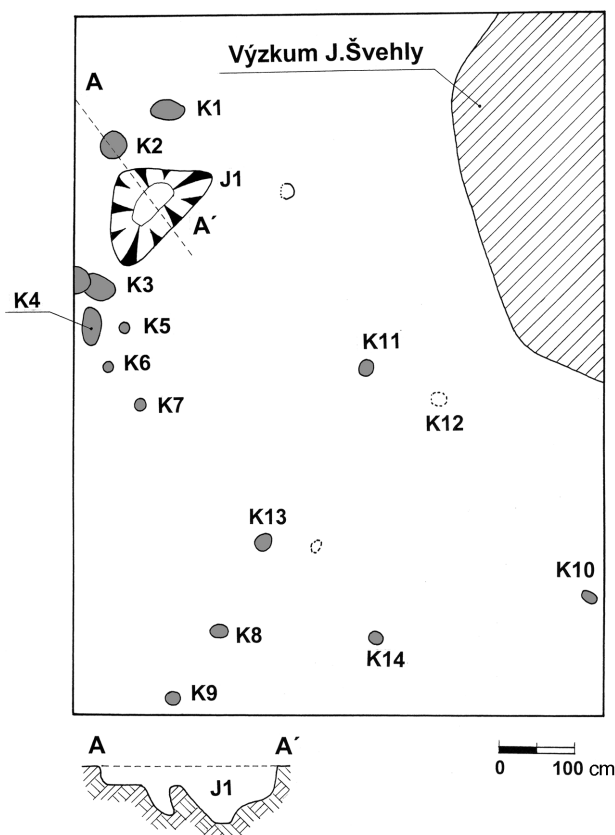 Výzkum J.Švehly
A
K1
K2
J1
A´
K3
K4
K5
K6
K7
K11
K12
K13
K10
K8
K14
K9
A
A´
J1
0 100 cm